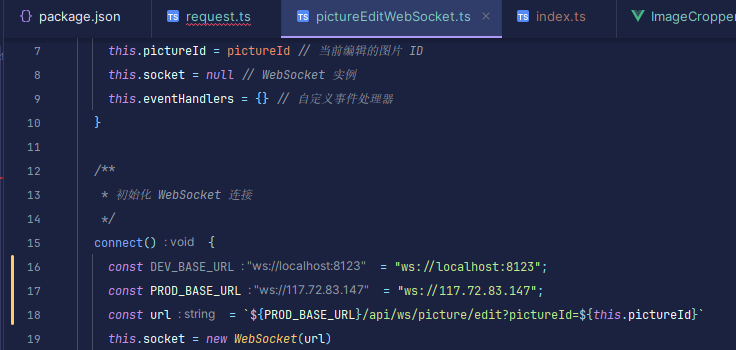 package.json request.ts pictureEditWebSocket.ts index.ts ImageCropper
7 this.pictureId = pictureId // 当前编辑的图片 ID
8 this.socket = null // WebSocket 实例
9 this.eventHandlers = {} // 自定义事件处理器
10 }
11
12 /**
13 * 初始化 WebSocket 连接
14 */
15 connect() : void {
16 const DEV_BASE_URL : "ws://localhost:8123" = "ws://localhost:8123";
17 const PROD_BASE_URL : "ws://117.72.83.147" = "ws://117.72.83.147";
18 const url : string = `${PROD_BASE_URL}/api/ws/picture/edit?pictureId=${this.pictureId}`
19 this.socket = new WebSocket(url)